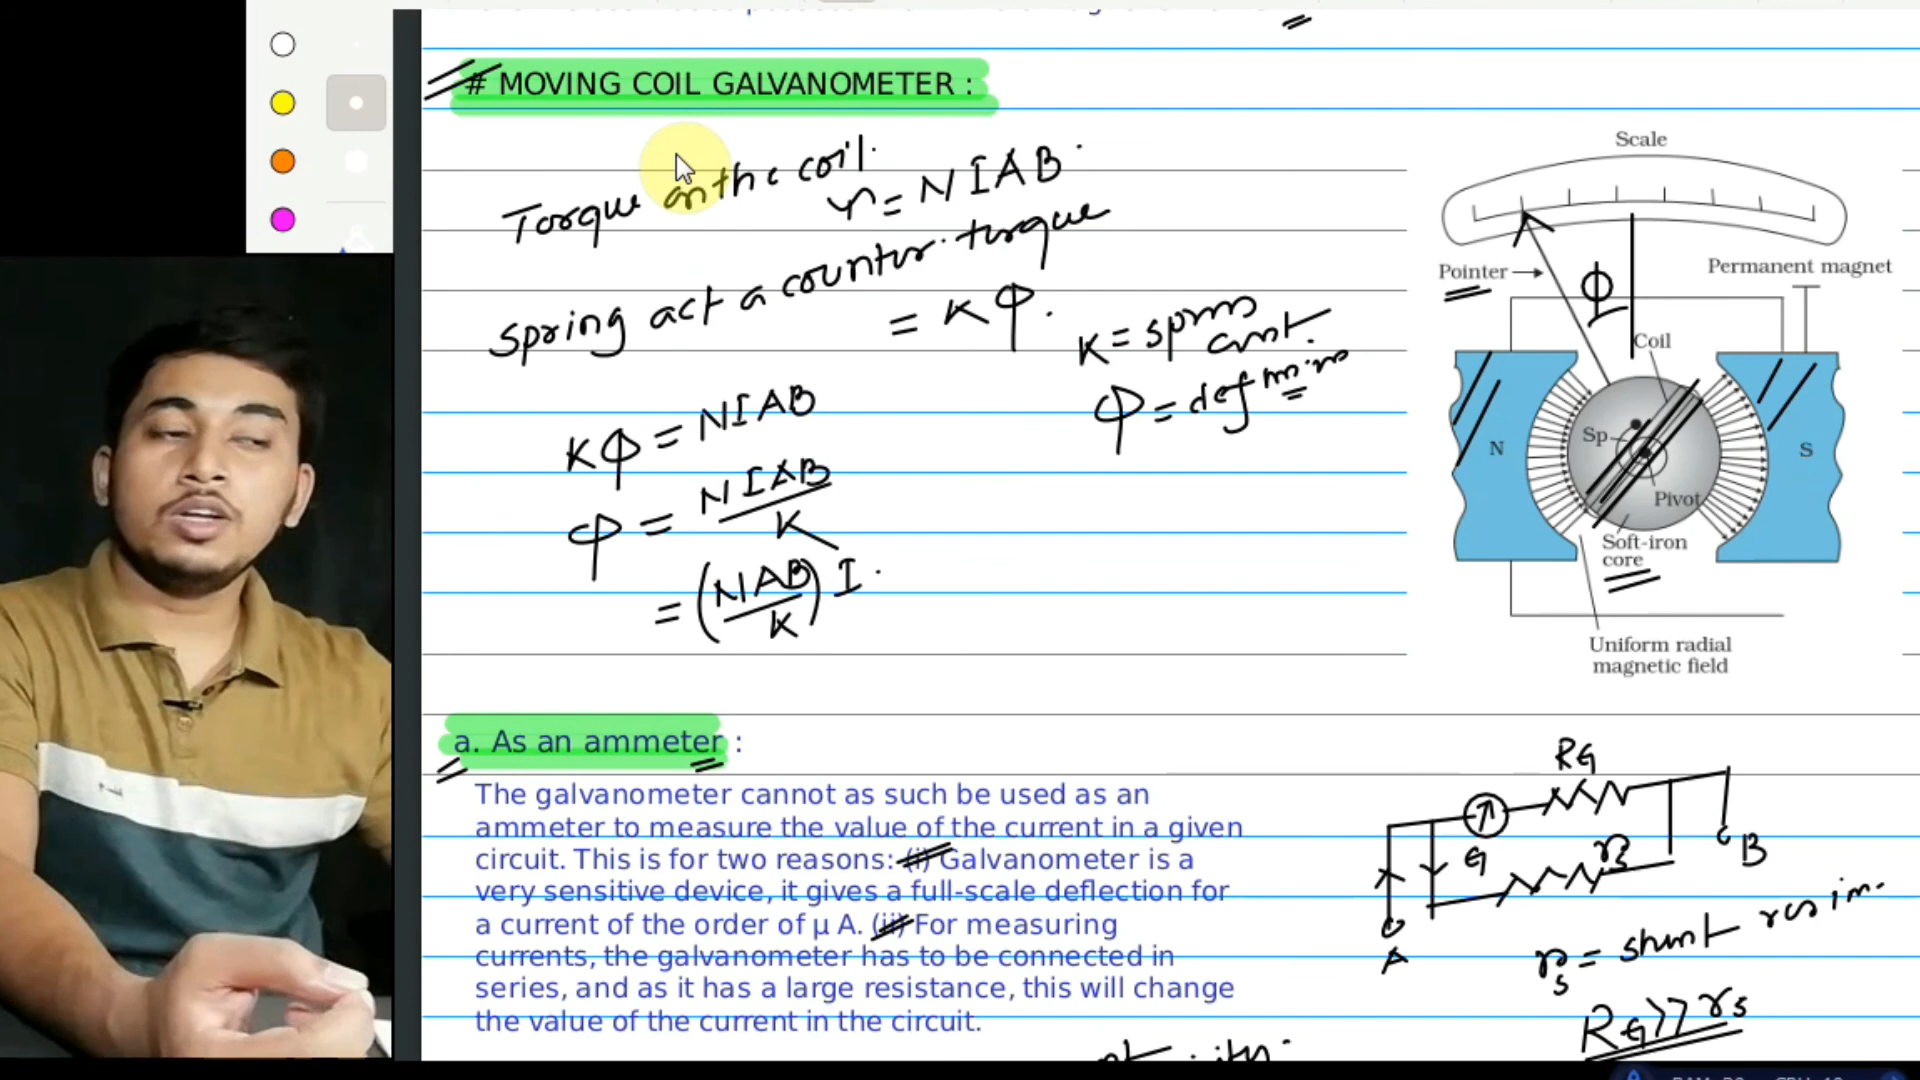 # MOVING COIL GALVANOMETER :
Torque on the coil.
τ = NIAB
spring act a counter torque
= Kφ.
K = spring
const.
φ =
Kφ = NIAB
φ = NIAB/K
= (NAB/K) I.
Scale
Pointer
Permanent magnet
Φ
Coil
Sp
N
S
Pivot
Soft-iron
core
Uniform radial
magnetic field
a. As an ammeter :
The galvanometer cannot as such be used as an
ammeter to measure the value of the current in a given
circuit. This is for two reasons: (i) Galvanometer is a
very sensitive device, it gives a full-scale deflection for
a current of the order of μ A. (ii) For measuring
currents, the galvanometer has to be connected in
series, and as it has a large resistance, this will change
the value of the current in the circuit.
RG
G
rs
B
A
rs = shunt
RG >> rs